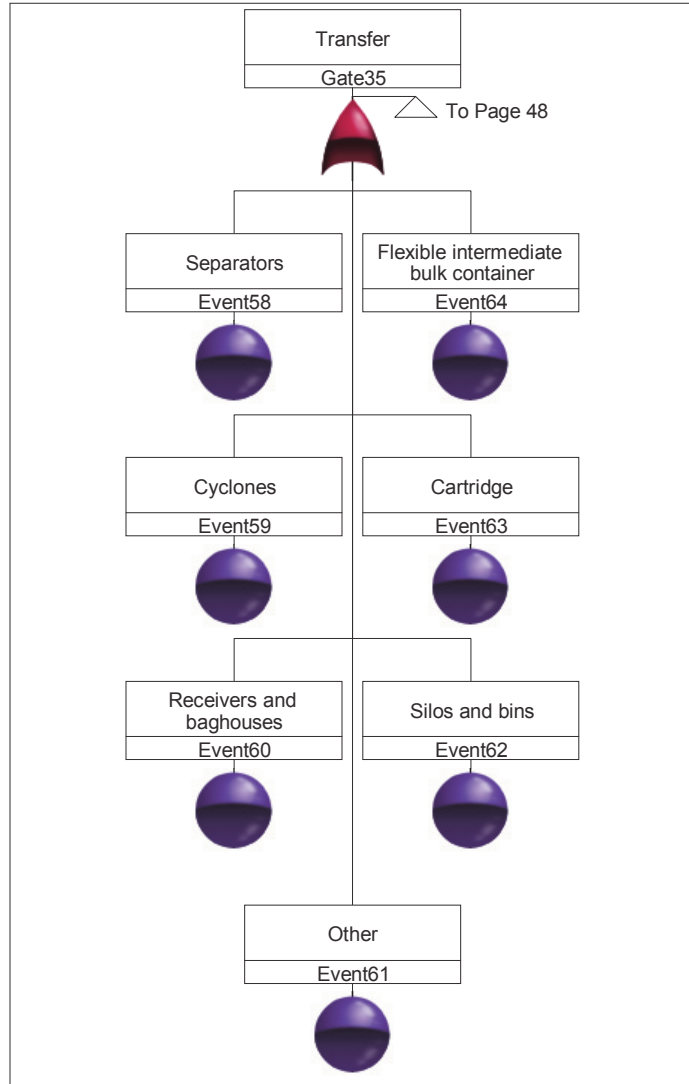 Transfer
Gate35
To Page 48
Separators
Event58
Flexible intermediate
bulk container
Event64
Cyclones
Event59
Cartridge
Event63
Receivers and
baghouses
Event60
Silos and bins
Event62
Other
Event61